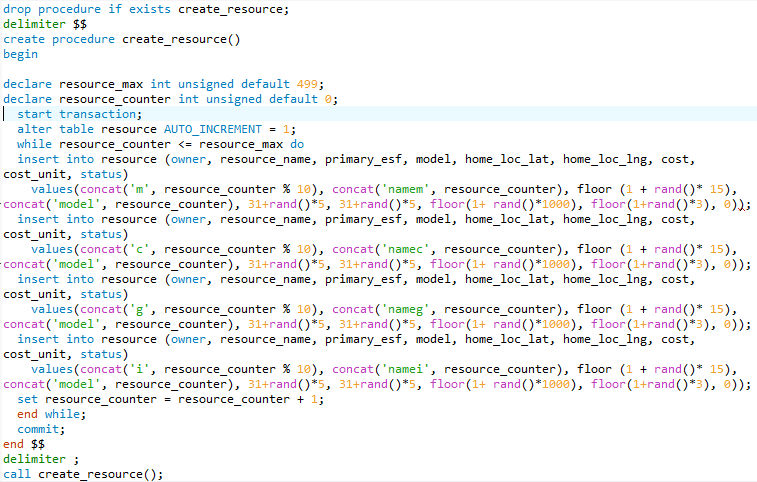 drop procedure if exists create_resource;
delimiter $$
create procedure create_resource()
begin
declare resource_max int unsigned default 499;
declare resource_counter int unsigned default 0;
start transaction;
alter table resource AUTO_INCREMENT = 1;
while resource_counter <= resource_max do
insert into resource (owner, resource_name, primary_esf, model, home_loc_lat, home_loc_lng, cost,
cost_unit, status)
values(concat('m', resource_counter % 10), concat('namem', resource_counter), floor (1 + rand()* 15),
concat('model', resource_counter), 31+rand()*5, 31+rand()*5, floor(1+ rand()*1000), floor(1+rand()*3), 0));
insert into resource (owner, resource_name, primary_esf, model, home_loc_lat, home_loc_lng, cost,
cost_unit, status)
values(concat('c', resource_counter % 10), concat('namec', resource_counter), floor (1 + rand()* 15),
concat('model', resource_counter), 31+rand()*5, 31+rand()*5, floor(1+ rand()*1000), floor(1+rand()*3), 0));
insert into resource (owner, resource_name, primary_esf, model, home_loc_lat, home_loc_lng, cost,
cost_unit, status)
values(concat('g', resource_counter % 10), concat('nameg', resource_counter), floor (1 + rand()* 15),
concat('model', resource_counter), 31+rand()*5, 31+rand()*5, floor(1+ rand()*1000), floor(1+rand()*3), 0));
insert into resource (owner, resource_name, primary_esf, model, home_loc_lat, home_loc_lng, cost,
cost_unit, status)
values(concat('i', resource_counter % 10), concat('namei', resource_counter), floor (1 + rand()* 15),
concat('model', resource_counter), 31+rand()*5, 31+rand()*5, floor(1+ rand()*1000), floor(1+rand()*3), 0));
set resource_counter = resource_counter + 1;
end while;
commit;
end $$
delimiter ;
call create_resource();